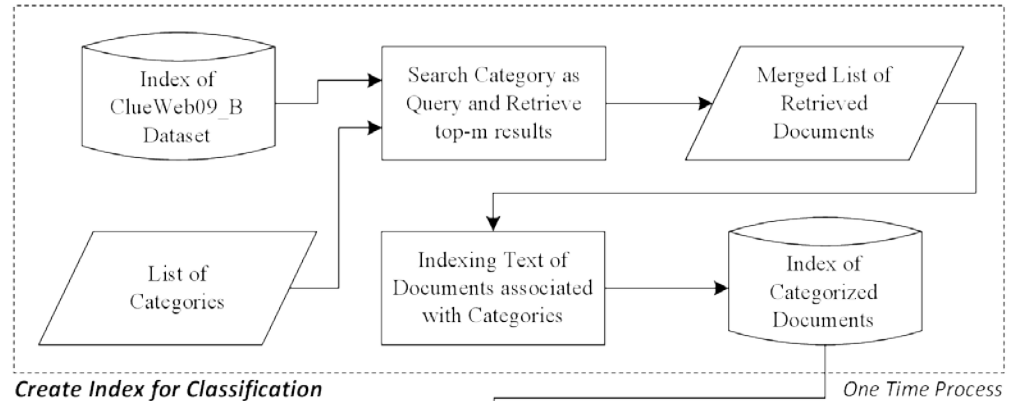 Index of
ClueWeb09_B
Dataset
Search Category as
Query and Retrieve
top-m results
Merged List of
Retrieved
Documents
List of
Categories
Indexing Text of
Documents associated
with Categories
Index of
Categorized
Documents
Create Index for Classification
One Time Process